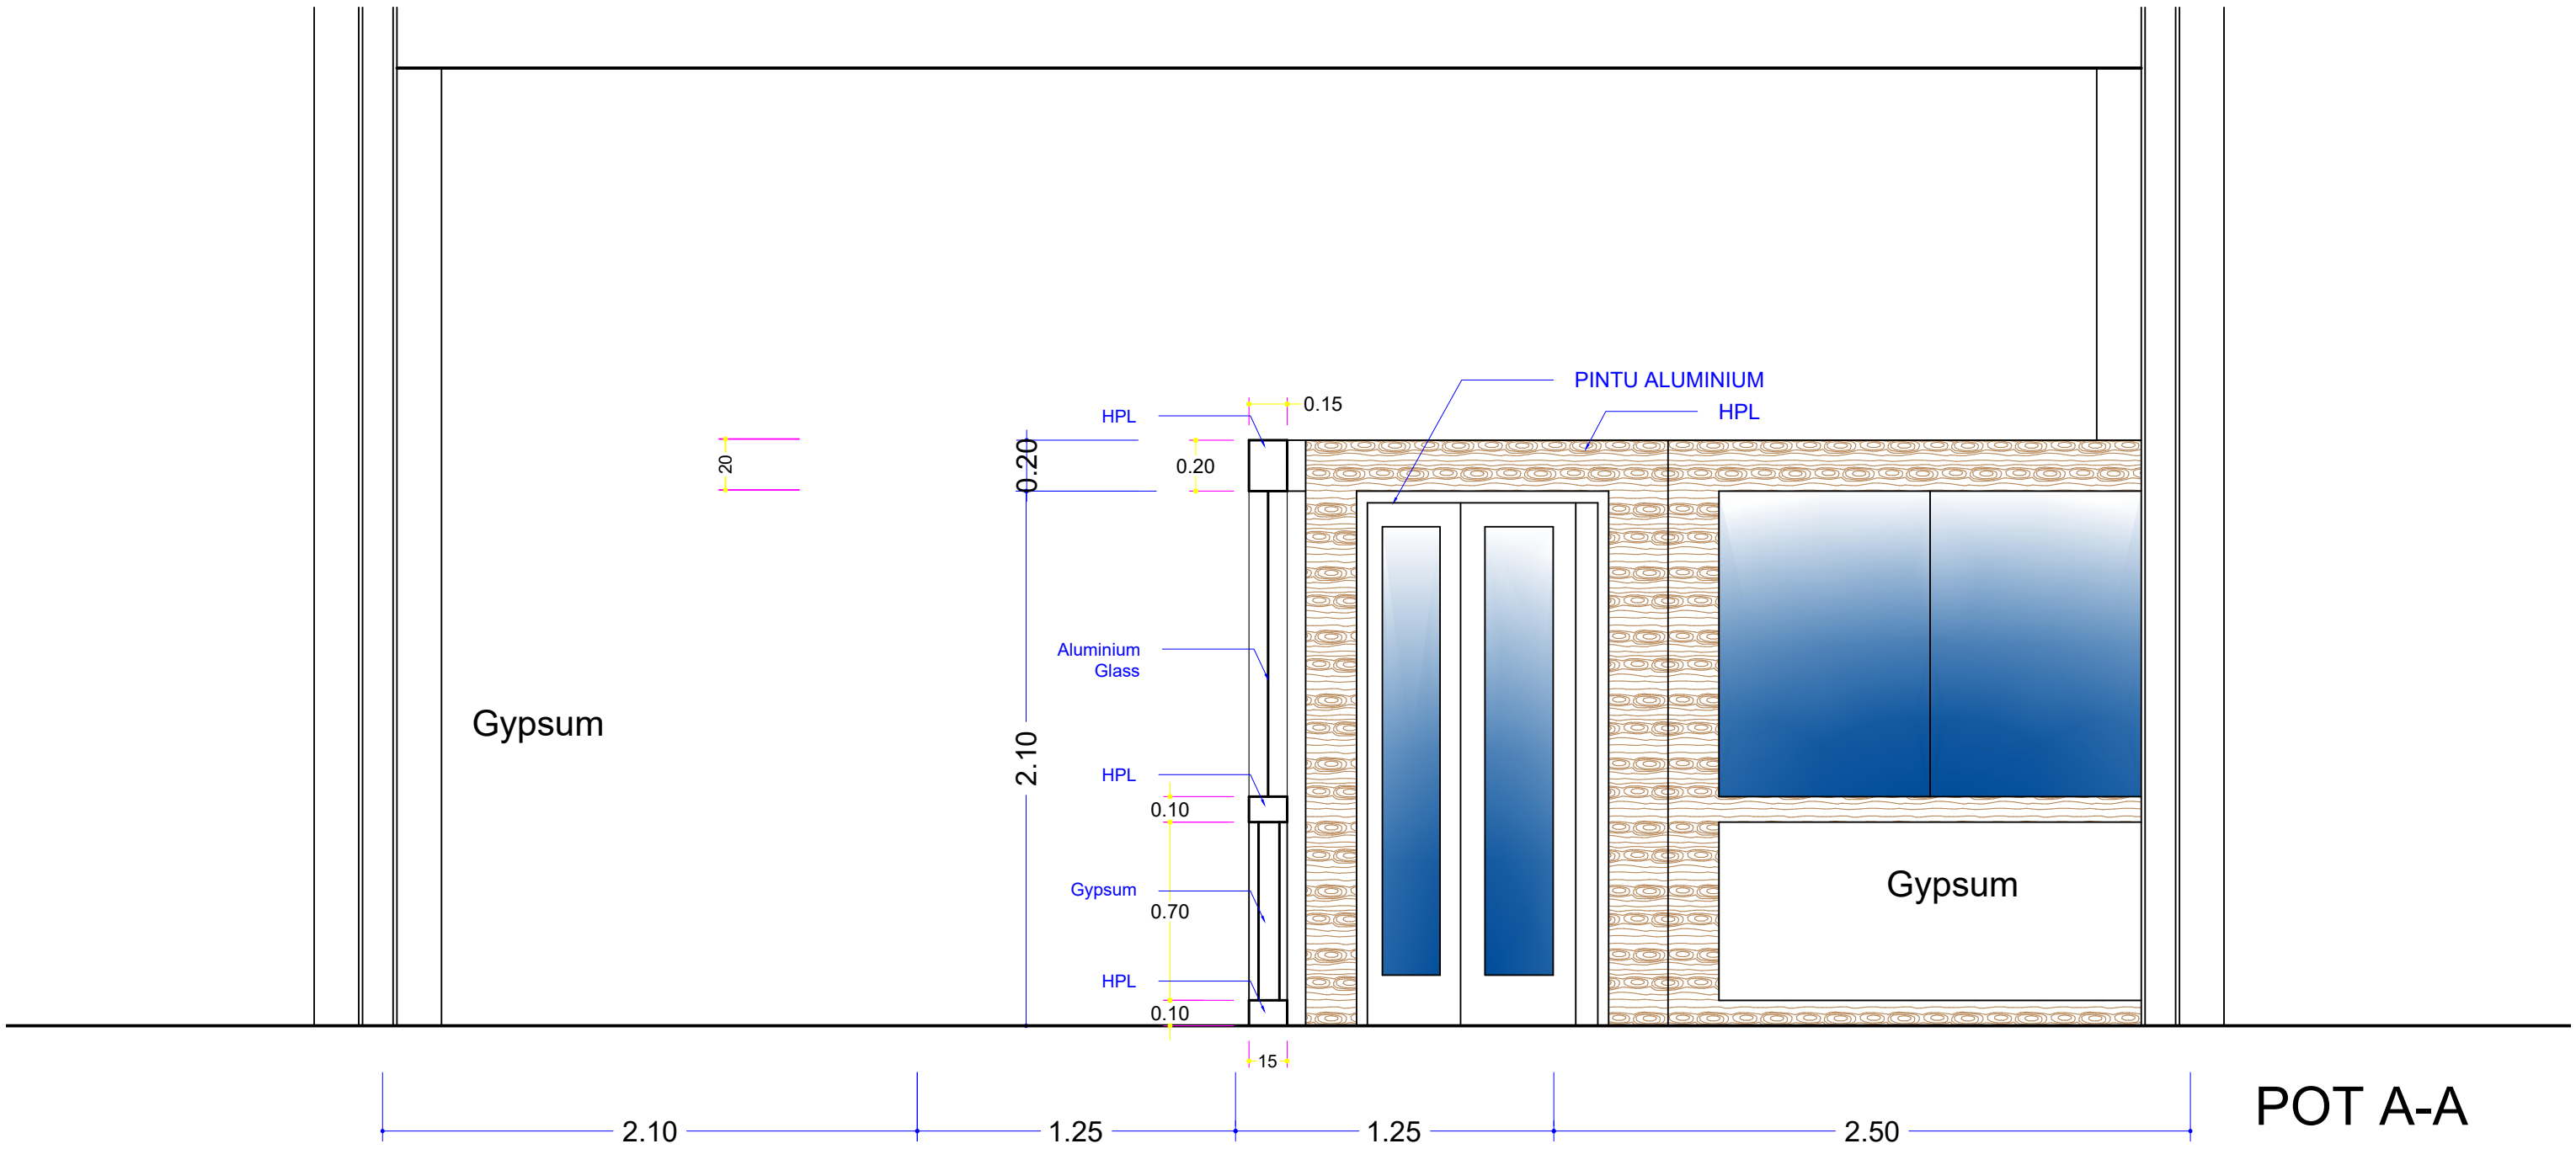 PINTU ALUMINIUM
HPL
0.15
HPL
20
0.20
0.20
Aluminium
Glass
Gypsum
2.10
HPL
0.10
Gypsum
Gypsum
0.70
HPL
0.10
15
2.10
1.25
1.25
2.50
POT A-A